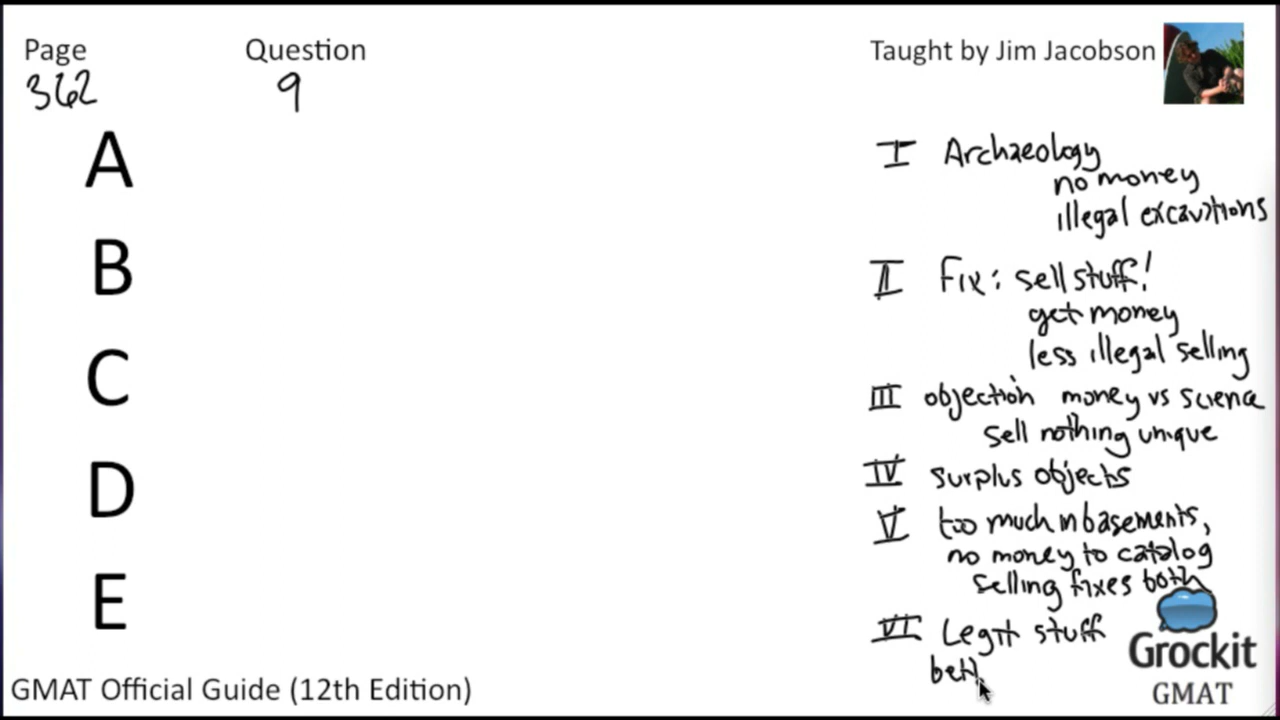 Page
Question
Taught by Jim Jacobson
362
9
A
B
C
D
E
I Archaeology
no money
illegal excavations
II Fix: sell stuff!
get money
less illegal selling
III objection money vs science
sell nothing unique
IV surplus objects
V too much in basements,
no money to catalog
selling fixes both
VI Legit stuff
Grockit
GMAT
GMAT Official Guide (12th Edition)